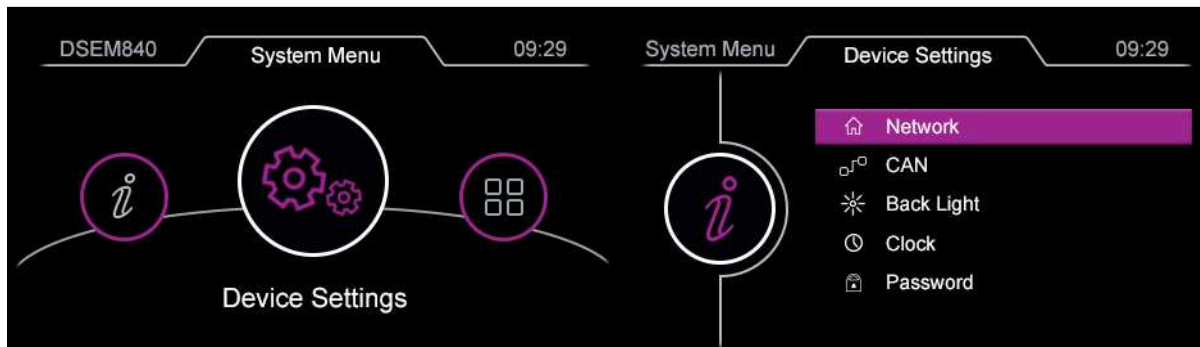 DSEM840 System Menu 09:29
Device Settings
System Menu Device Settings 09:29
Network
CAN
Back Light
Clock
Password